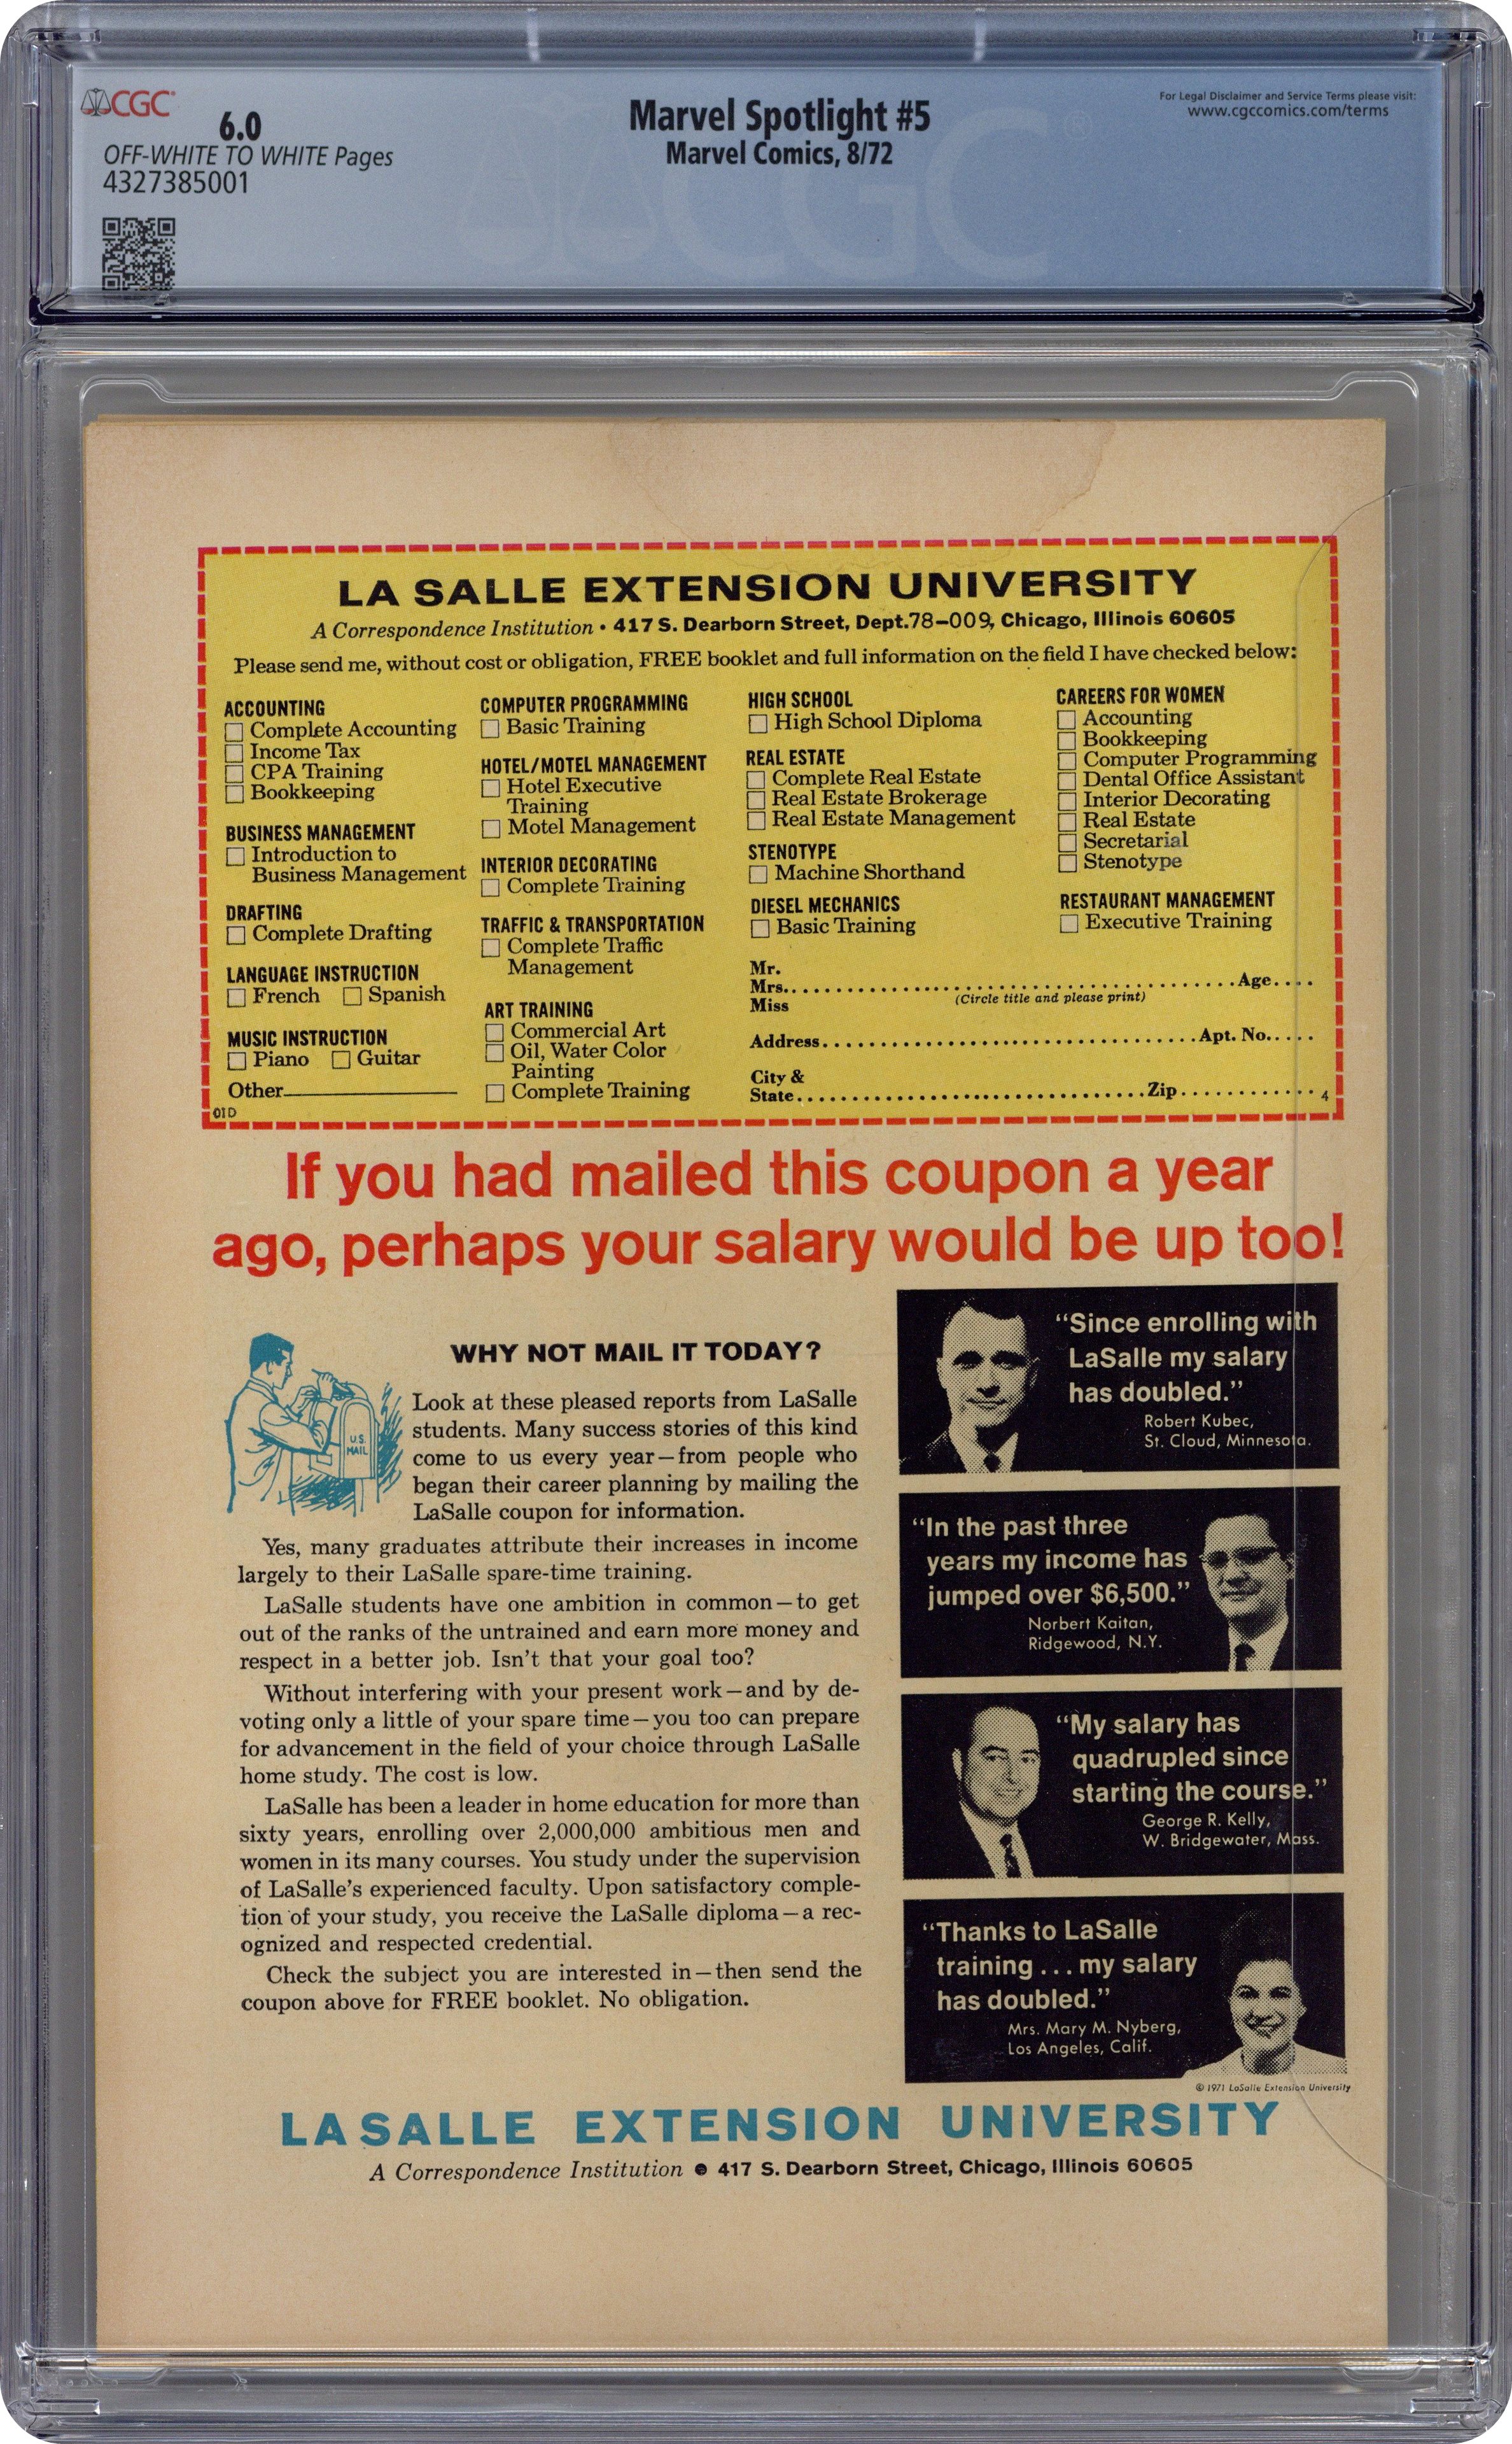 CGC
6.0
OFF-WHITE TO WHITE Pages
4327385001
Marvel Spotlight #5
Marvel Comics, 8/72
For Legal Disclaimer and Service Terms please visit:
www.cgccomics.com/terms
CGC
LA SALLE EXTENSION UNIVERSITY
A Correspondence Institution • 417 S. Dearborn Street, Dept.78-009, Chicago, Illinois 60605
Please send me, without cost or obligation, FREE booklet and full information on the field I have checked below:
ACCOUNTING
Complete Accounting
Income Tax
CPA Training
Bookkeeping
BUSINESS MANAGEMENT
Introduction to
Business Management
DRAFTING
Complete Drafting
LANGUAGE INSTRUCTION
French Spanish
MUSIC INSTRUCTION
Piano Guitar
Other
01D
COMPUTER PROGRAMMING
Basic Training
HOTEL/MOTEL MANAGEMENT
Hotel Executive
Training
Motel Management
INTERIOR DECORATING
Complete Training
TRAFFIC & TRANSPORTATION
Complete Traffic
Management
ART TRAINING
Commercial Art
Oil, Water Color
Painting
Complete Training
HIGH SCHOOL
High School Diploma
REAL ESTATE
Complete Real Estate
Real Estate Brokerage
Real Estate Management
STENOTYPE
Machine Shorthand
DIESEL MECHANICS
Basic Training
CAREERS FOR WOMEN
Accounting
Bookkeeping
Computer Programming
Dental Office Assistant
Interior Decorating
Real Estate
Secretarial
Stenotype
RESTAURANT MANAGEMENT
Executive Training
Mr.
Mrs. Age
Miss (Circle title and please print)
Address Apt. No.
City &
State Zip 4
If you had mailed this coupon a year
ago, perhaps your salary would be up too!
WHY NOT MAIL IT TODAY?
U.S.
MAIL
Look at these pleased reports from LaSalle
students. Many success stories of this kind
come to us every year—from people who
began their career planning by mailing the
LaSalle coupon for information.
Yes, many graduates attribute their increases in income
largely to their LaSalle spare-time training.
LaSalle students have one ambition in common—to get
out of the ranks of the untrained and earn more money and
respect in a better job. Isn't that your goal too?
Without interfering with your present work—and by de-
voting only a little of your spare time—you too can prepare
for advancement in the field of your choice through LaSalle
home study. The cost is low.
LaSalle has been a leader in home education for more than
sixty years, enrolling over 2,000,000 ambitious men and
women in its many courses. You study under the supervision
of LaSalle's experienced faculty. Upon satisfactory comple-
tion of your study, you receive the LaSalle diploma—a rec-
ognized and respected credential.
Check the subject you are interested in—then send the
coupon above for FREE booklet. No obligation.
"Since enrolling with
LaSalle my salary
has doubled."
Robert Kubec,
St. Cloud, Minnesota.
"In the past three
years my income has
jumped over $6,500."
Norbert Kaitan,
Ridgewood, N.Y.
"My salary has
quadrupled since
starting the course."
George R. Kelly,
W. Bridgewater, Mass.
"Thanks to LaSalle
training...my salary
has doubled."
Mrs. Mary M. Nyberg,
Los Angeles, Calif.
© 1971 LaSalle Extension University
LASALLE EXTENSION UNIVERSITY
A Correspondence Institution • 417 S. Dearborn Street, Chicago, Illinois 60605